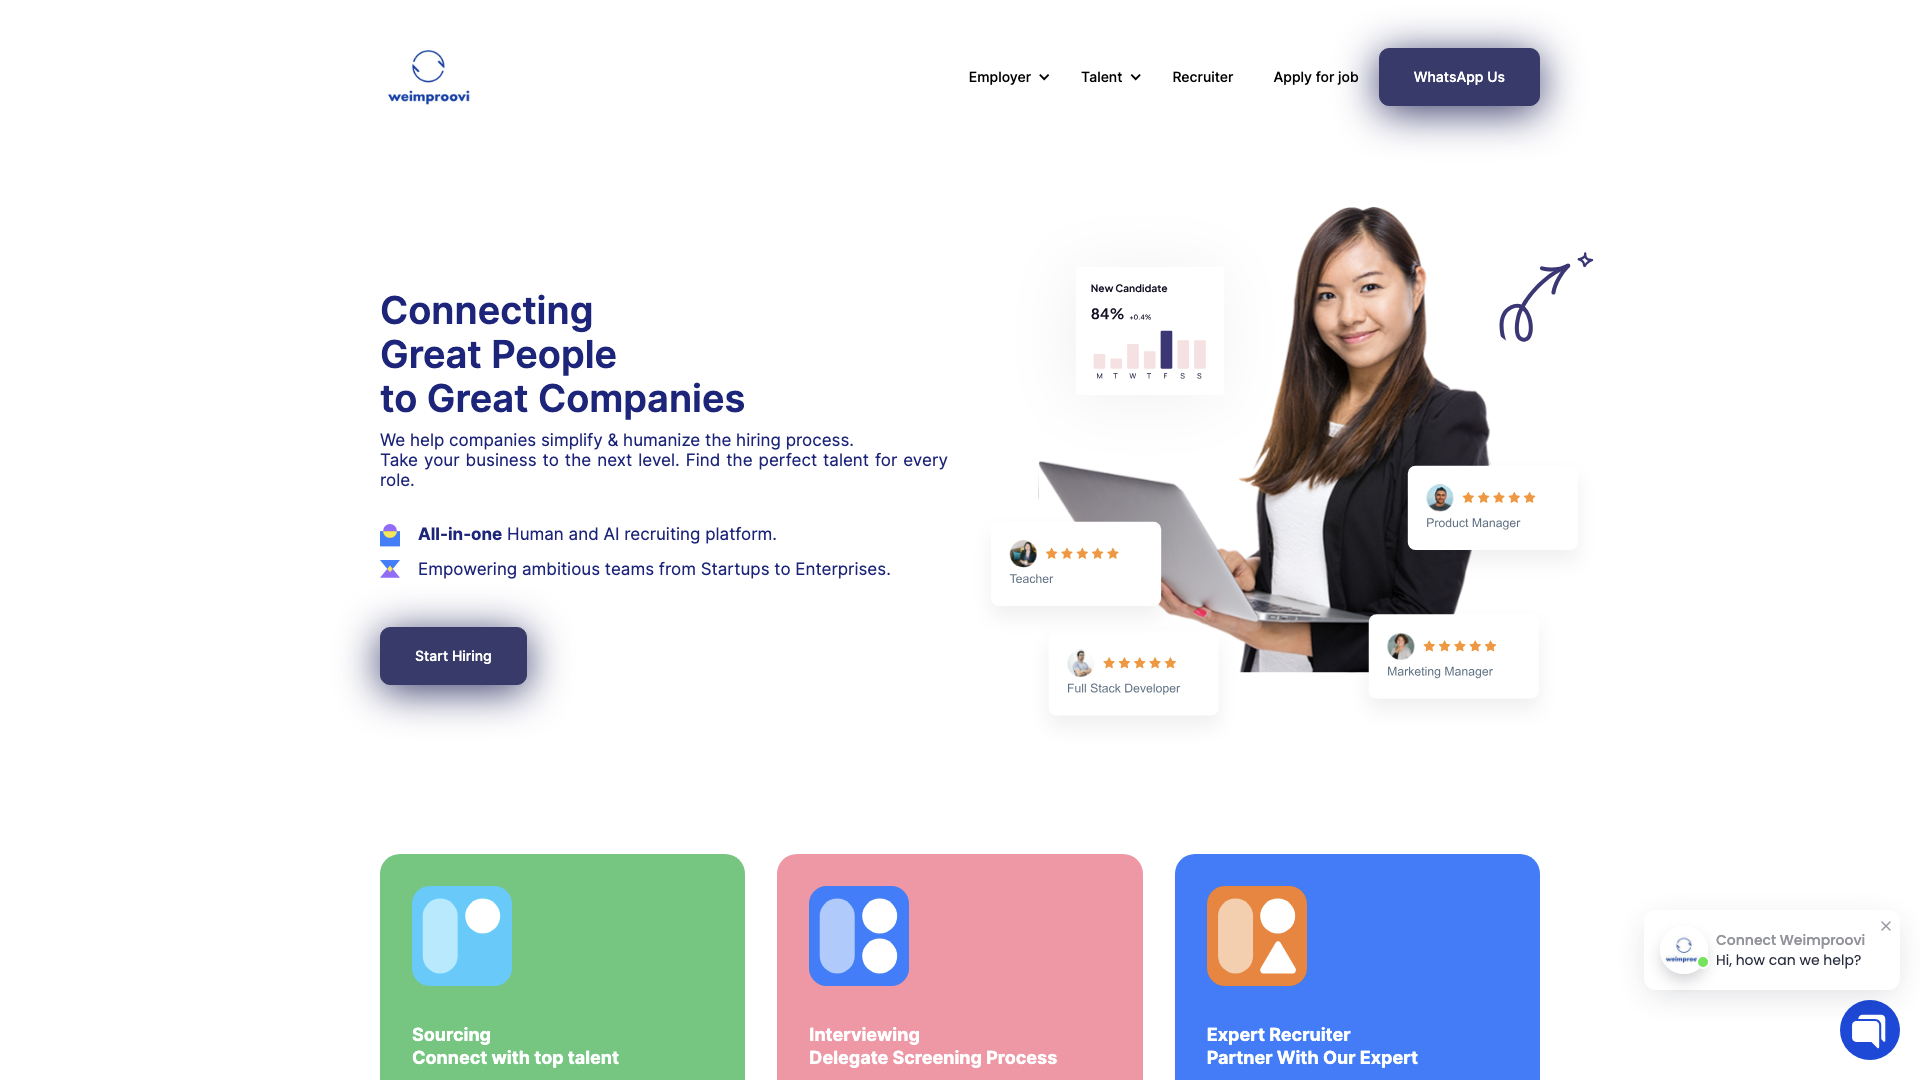 weimproovi
Employer
Talent
Recruiter
Apply for job
WhatsApp Us
Connecting
Great People
to Great Companies
We help companies simplify & humanize the hiring process.
Take your business to the next level. Find the perfect talent for every
role.
All-in-one Human and AI recruiting platform.
Empowering ambitious teams from Startups to Enterprises.
Start Hiring
New Candidate
84% +0.4%
M T W T F S S
Product Manager
Teacher
Marketing Manager
Full Stack Developer
Sourcing
Connect with top talent
Interviewing
Delegate Screening Process
Expert Recruiter
Partner With Our Expert
Connect Weimproovi
Hi, how can we help?